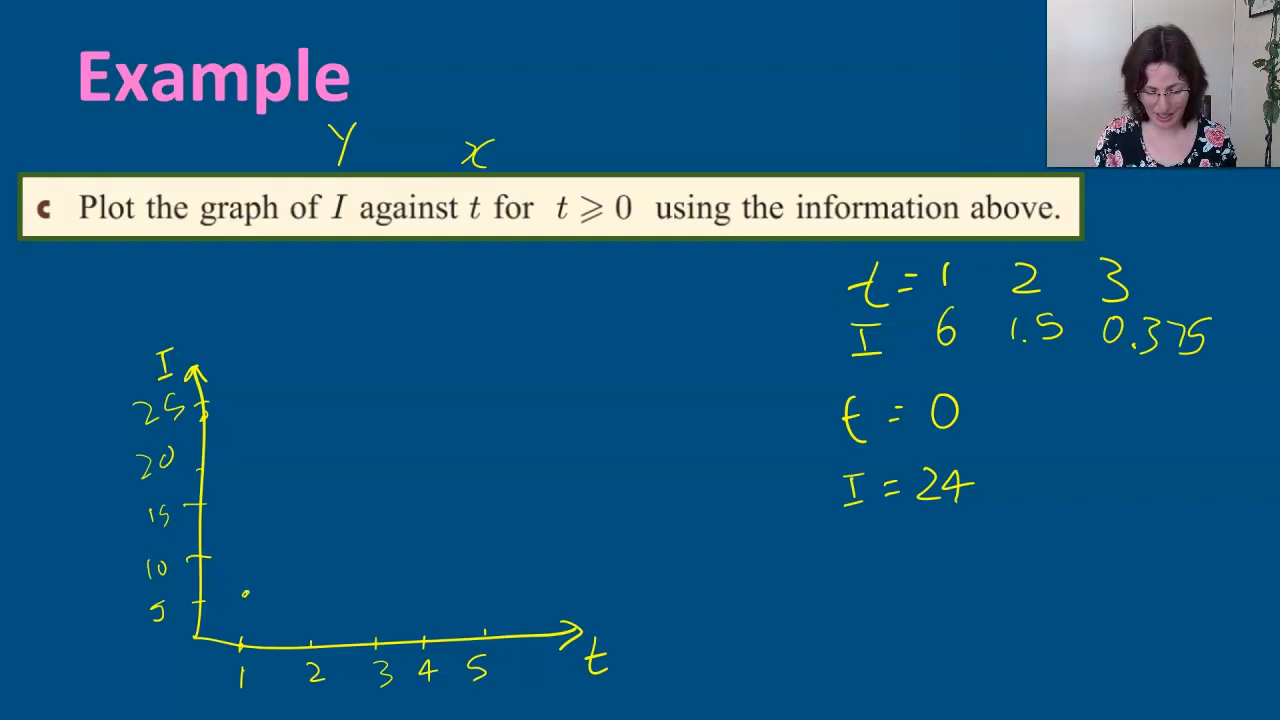 Example
Y x
c Plot the graph of I against t for t ⩾ 0 using the information above.
t = 1 2 3
I 6 1.5 0.375
t = 0
I = 24
I
25
20
15
10
5
1 2 3 4 5
t